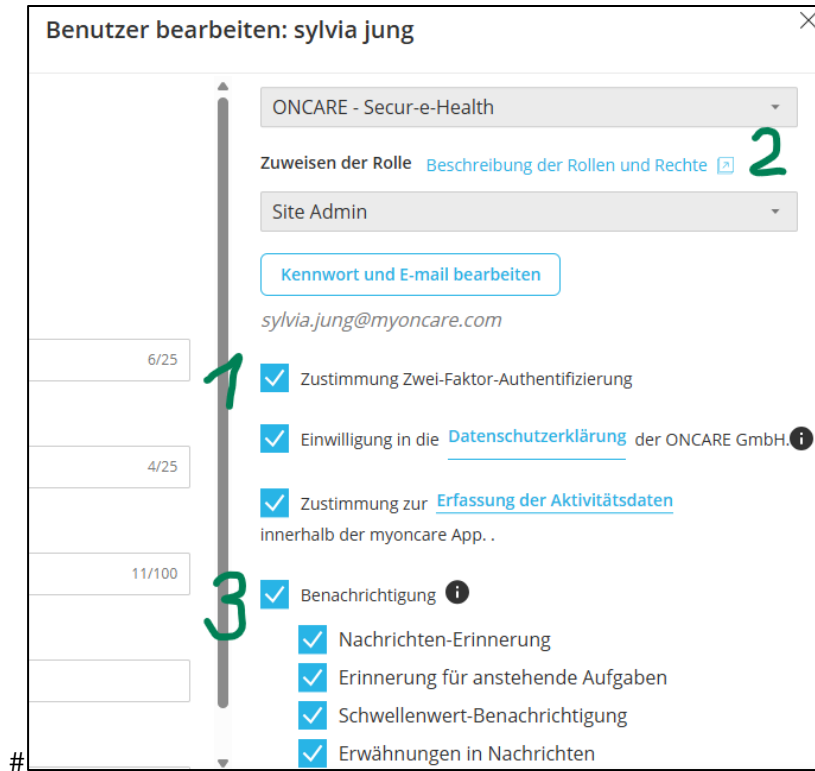 Benutzer bearbeiten: sylvia jung
ONCARE - Secur-e-Health
2
Zuweisen der Rolle Beschreibung der Rollen und Rechte
Site Admin
Kennwort und E-mail bearbeiten
sylvia.jung@myoncare.com
6/25
1
Zustimmung Zwei-Faktor-Authentifizierung
Einwilligung in die Datenschutzerklärung der ONCARE GmbH.
4/25
Zustimmung zur Erfassung der Aktivitätsdaten
innerhalb der myoncare App. .
11/100
3
Benachrichtigung
Nachrichten-Erinnerung
Erinnerung für anstehende Aufgaben
Schwellenwert-Benachrichtigung
Erwähnungen in Nachrichten
#